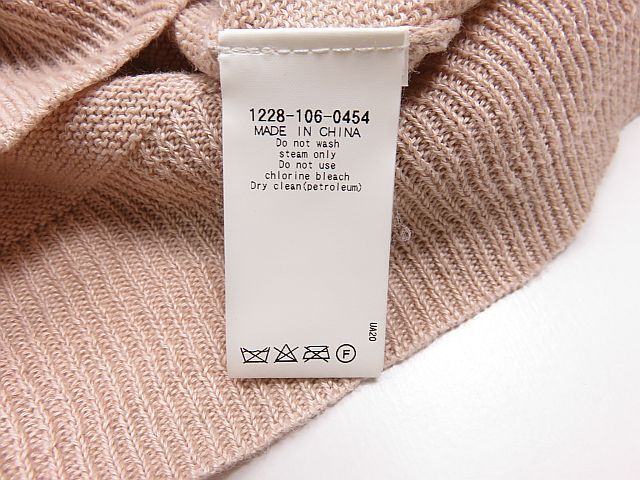 1228-106-0454
MADE IN CHINA
Do not wash
steam only
Do not use
chlorine bleach
Dry clean(petroleum)
UA20
F